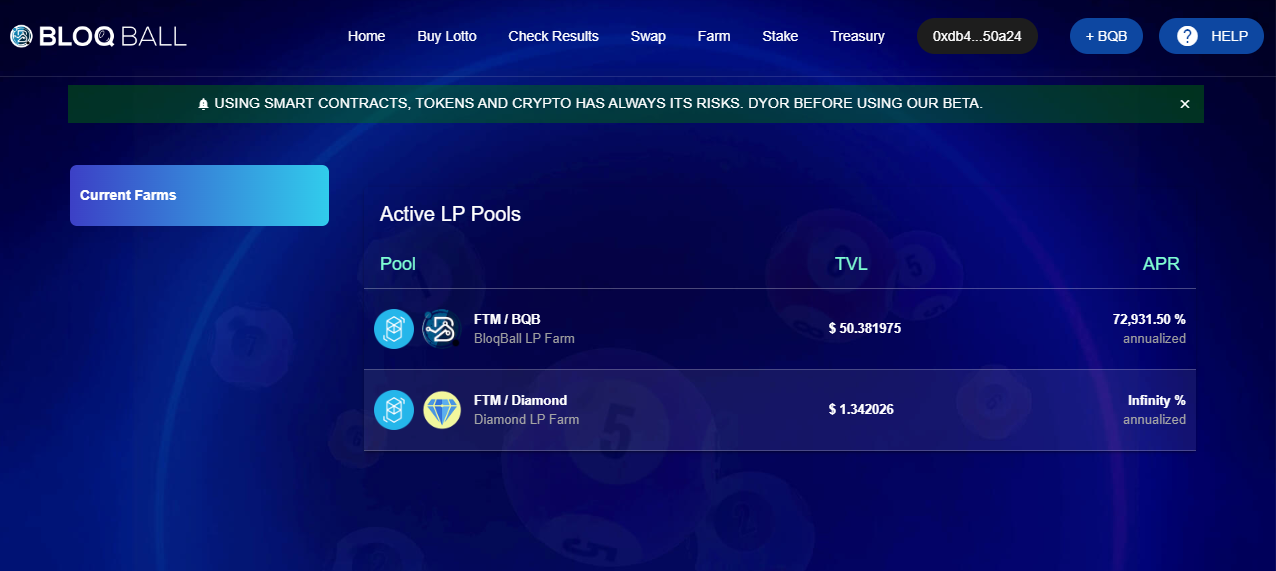 BLOQ BALL
Home Buy Lotto Check Results Swap Farm Stake Treasury 0xdb4...50a24 + BQB ? HELP
USING SMART CONTRACTS, TOKENS AND CRYPTO HAS ALWAYS ITS RISKS. DYOR BEFORE USING OUR BETA. ×
Current Farms
Active LP Pools
Pool TVL APR
FTM / BQB
BloqBall LP Farm
$ 50.381975
72,931.50 %
annualized
FTM / Diamond
Diamond LP Farm
$ 1.342026
Infinity %
annualized